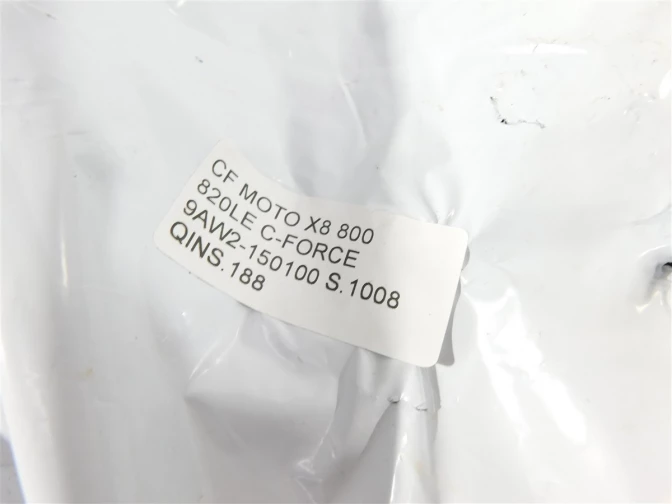 CF MOTO X8 800
820LE C-FORCE
9AW2-150100 S.1008
QINS.188